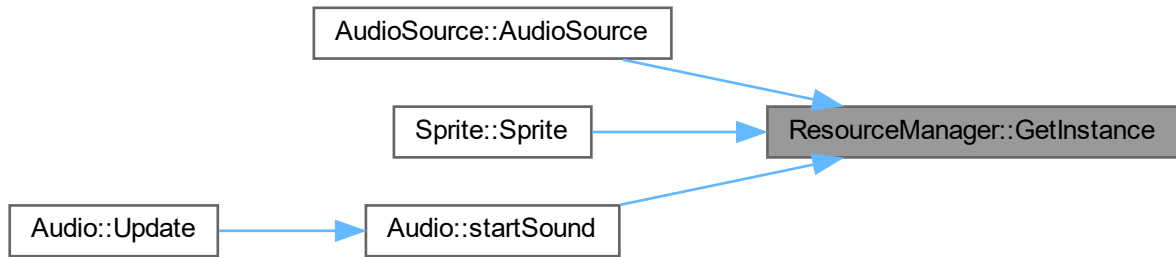 AudioSource::AudioSource
Sprite::Sprite
ResourceManager::GetInstance
Audio::Update
Audio::startSound